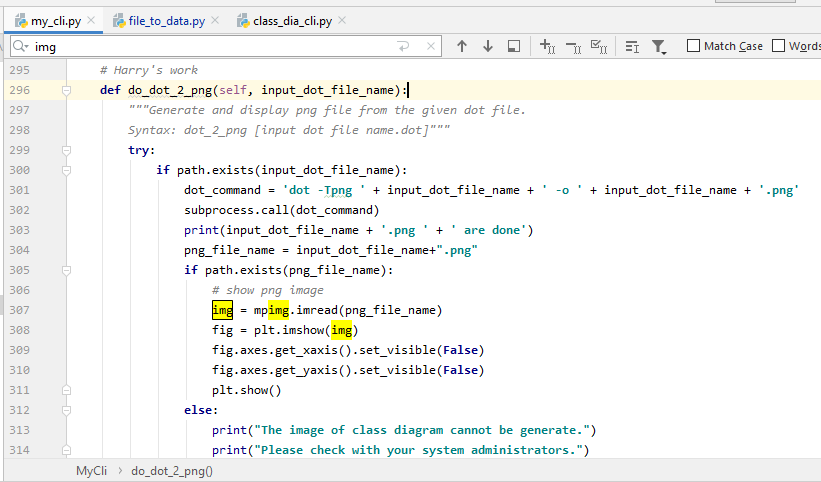 my_cli.py file_to_data.py class_dia_cli.py
img Match Case Words
295 # Harry's work
296 def do_dot_2_png(self, input_dot_file_name):
297 """Generate and display png file from the given dot file.
298 Syntax: dot_2_png [input dot file name.dot]"""
299 try:
300 if path.exists(input_dot_file_name):
301 dot_command = 'dot -Tpng ' + input_dot_file_name + ' -o ' + input_dot_file_name + '.png'
302 subprocess.call(dot_command)
303 print(input_dot_file_name + '.png ' + ' are done')
304 png_file_name = input_dot_file_name+".png"
305 if path.exists(png_file_name):
306 # show png image
307 img = mpimg.imread(png_file_name)
308 fig = plt.imshow(img)
309 fig.axes.get_xaxis().set_visible(False)
310 fig.axes.get_yaxis().set_visible(False)
311 plt.show()
312 else:
313 print("The image of class diagram cannot be generate.")
314 print("Please check with your system administrators.")
MyCli › do_dot_2_png()